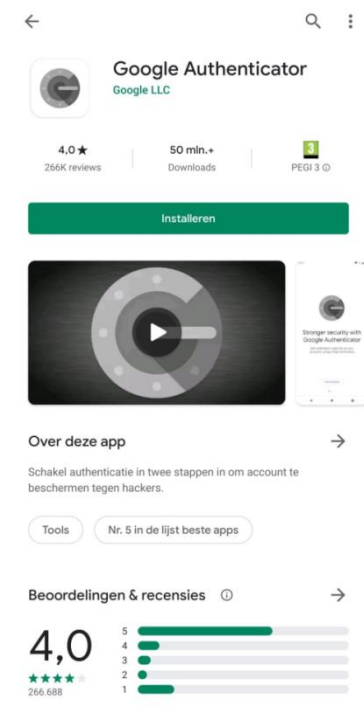 Google Authenticator
Google LLC
4,0 ★
266K reviews
50 mln.+
Downloads
3
PEGI 3
Installeren
Stronger security with
Google Authenticator
Over deze app
Schakel authenticatie in twee stappen in om account te
beschermen tegen hackers.
Tools
Nr. 5 in de lijst beste apps
Beoordelingen & recensies
4,0
266.688
5
4
3
2
1